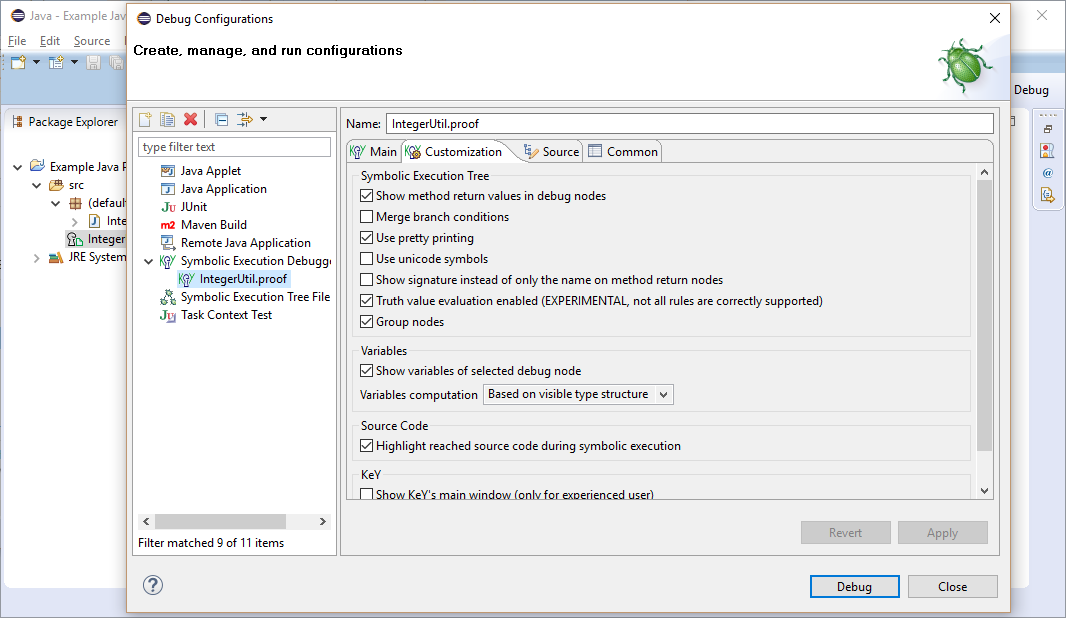 Java - Example Jav
File Edit Source
Debug
Package Explorer
Example Java P
src
(defau
Inte
Integer
JRE System
Debug Configurations
Create, manage, and run configurations
type filter text
Java Applet
Java Application
Ju JUnit
m2 Maven Build
Remote Java Application
Symbolic Execution Debugge
IntegerUtil.proof
Symbolic Execution Tree File
Ju Task Context Test
Filter matched 9 of 11 items
Name: IntegerUtil.proof
Main Customization Source Common
Symbolic Execution Tree
Show method return values in debug nodes
Merge branch conditions
Use pretty printing
Use unicode symbols
Show signature instead of only the name on method return nodes
Truth value evaluation enabled (EXPERIMENTAL, not all rules are correctly supported)
Group nodes
Variables
Show variables of selected debug node
Variables computation Based on visible type structure
Source Code
Highlight reached source code during symbolic execution
KeY
Show KeY's main window (only for experienced user)
Revert Apply
? Debug Close